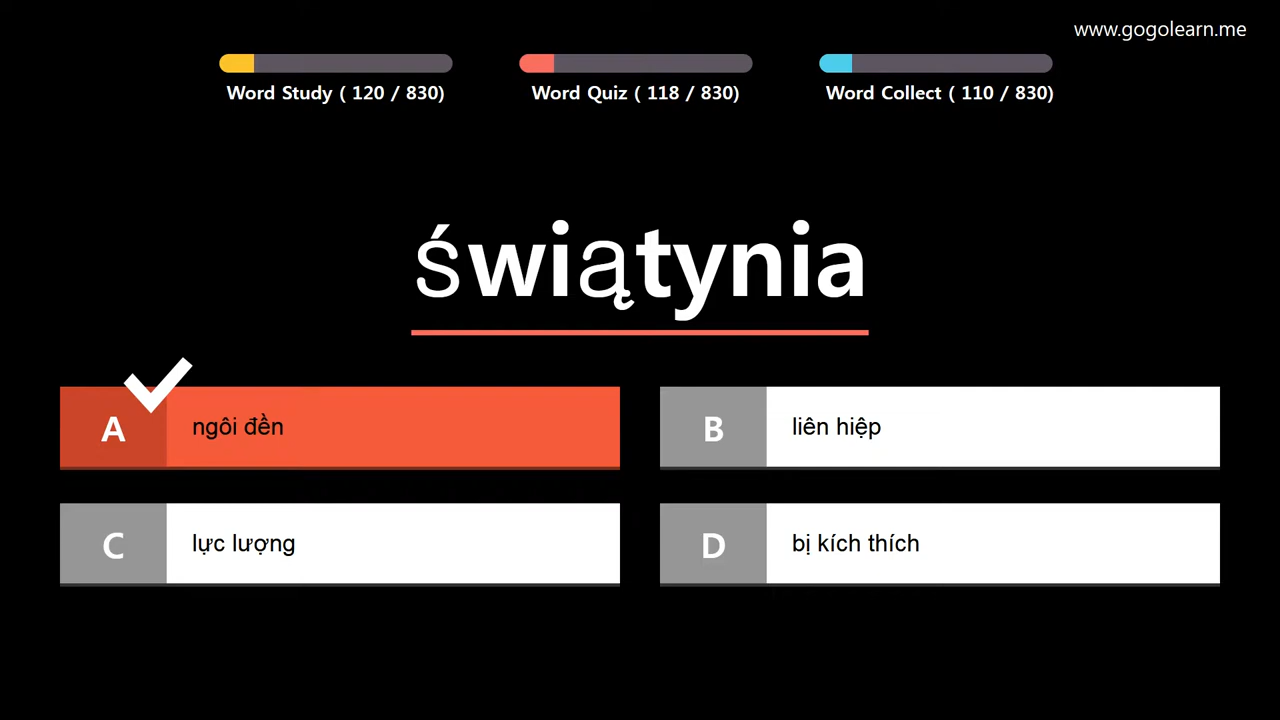 www.gogolearn.me
Word Study ( 120 / 830)
Word Quiz ( 118 / 830)
Word Collect ( 110 / 830)
świątynia
A ngôi đền
B liên hiệp
C lực lượng
D bị kích thích